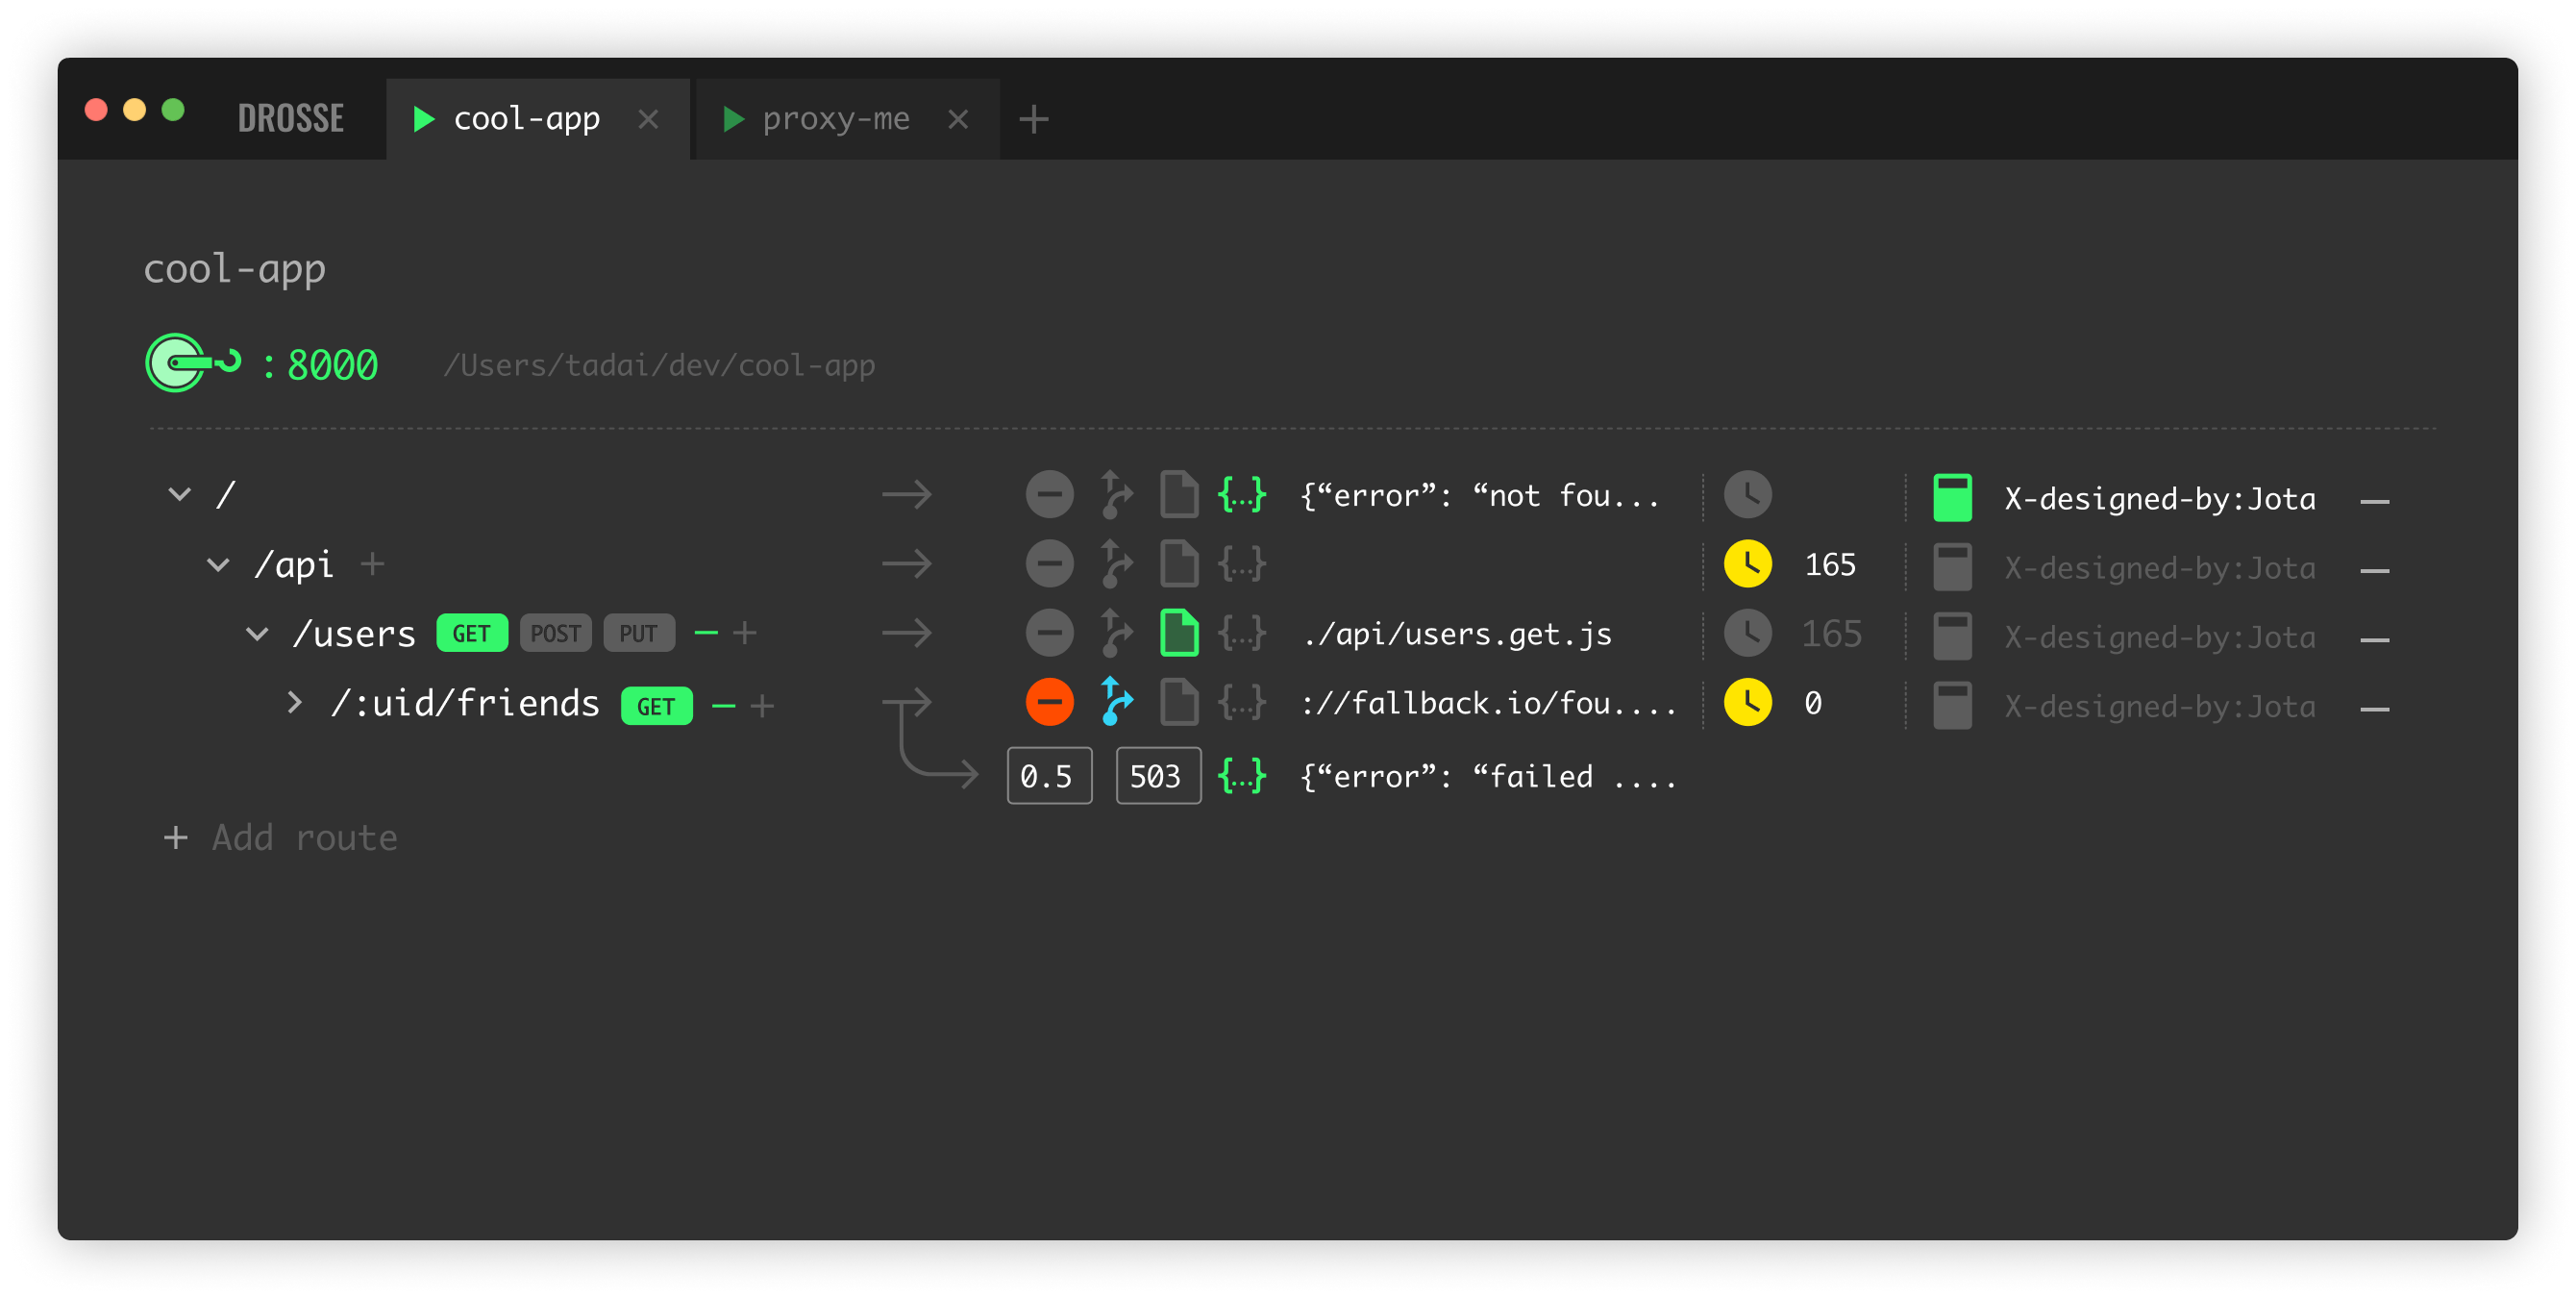 DROSSE cool-app proxy-me
cool-app
:8000 /Users/tadai/dev/cool-app
/ {...} {“error”: “not fou... X-designed-by:Jota
/api {...} 165 X-designed-by:Jota
/users GET POST PUT {...} ./api/users.get.js 165 X-designed-by:Jota
/:uid/friends GET {...} ://fallback.io/fou.... 0 X-designed-by:Jota
0.5 503 {...} {“error”: “failed ....
+ Add route